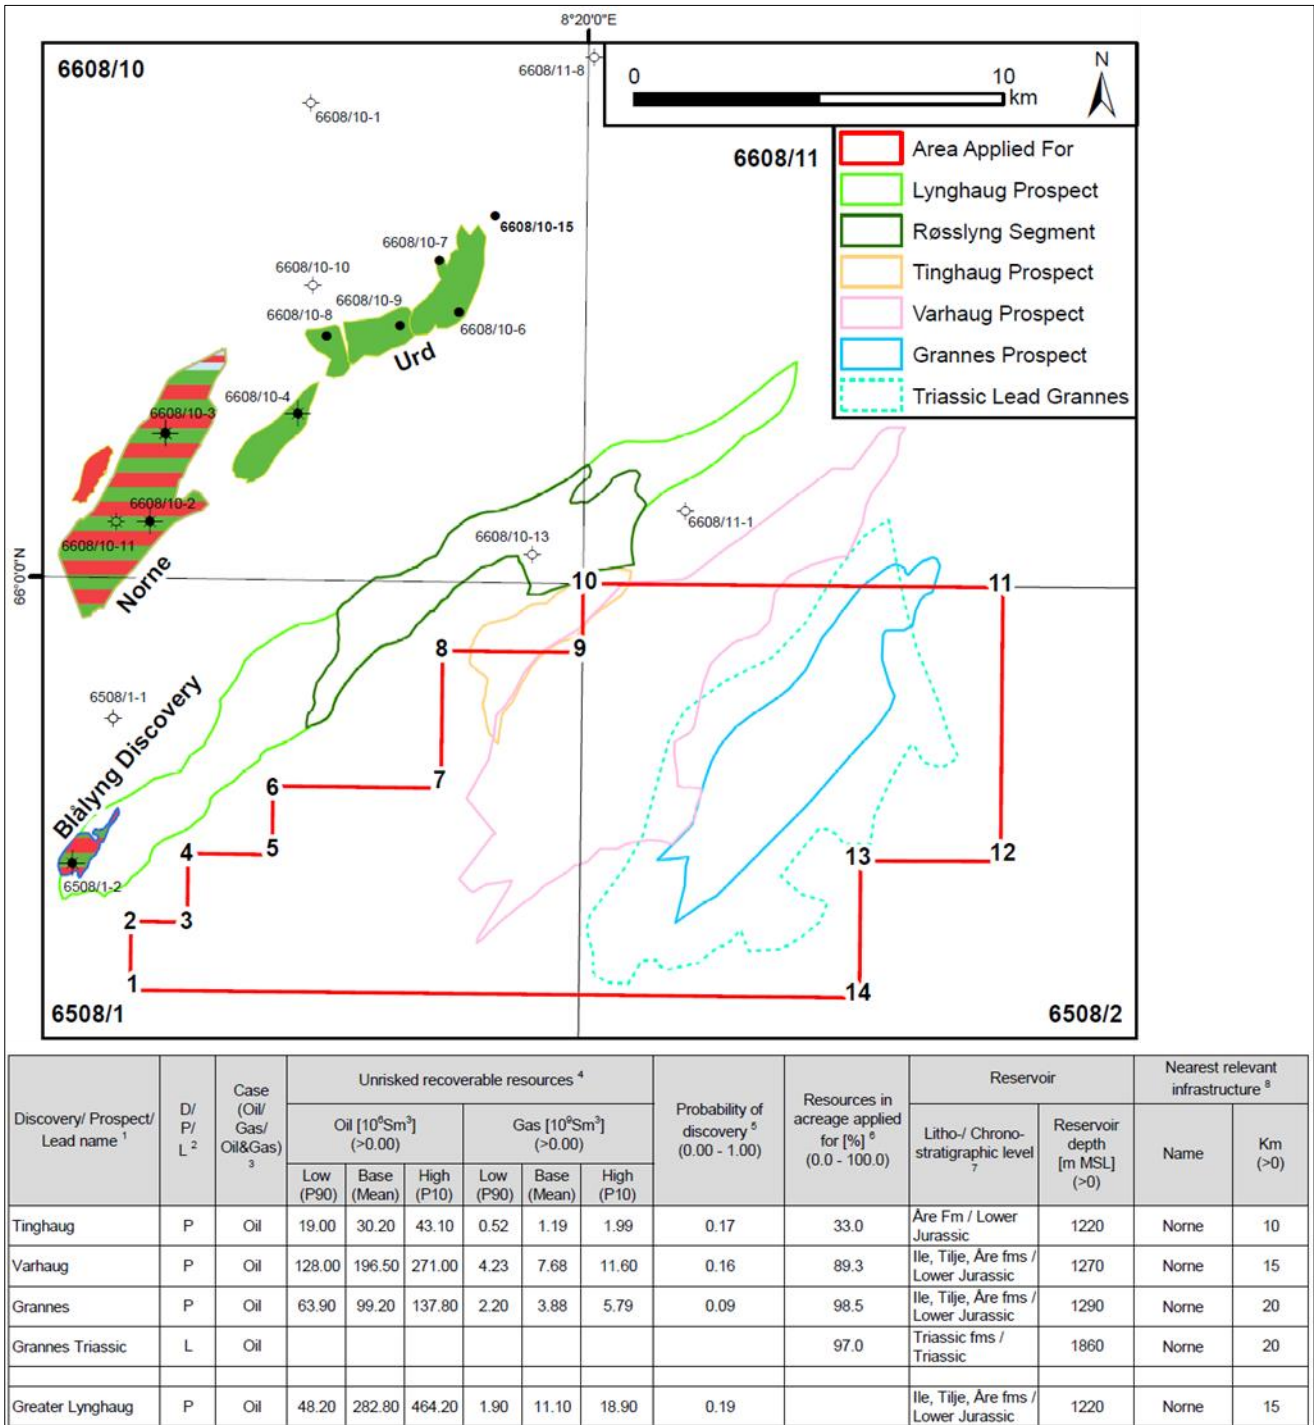 8°20'0"E
6608/10
6608/11-8
0 10
km
N
6608/10-1
6608/11
Area Applied For
Lynghaug Prospect
Røsslyng Segment
Tinghaug Prospect
Varhaug Prospect
Grannes Prospect
Triassic Lead Grannes
6608/10-15
6608/10-7
6608/10-10
6608/10-9
6608/10-8
6608/10-6
Urd
6608/10-4
6608/10-3
6608/10-2
6608/11-1
6608/10-11
6608/10-13
66°0'0"N
Norne
10
11
8
9
6508/1-1
Blålyng Discovery
6
7
4
5
13
12
6508/1-2
2
3
1
14
6508/1
6508/2
Discovery/ Prospect/ Lead name 1
D/ P/ L 2
Case (Oil/ Gas/ Oil&Gas) 3
Unrisked recoverable resources 4
Oil [10⁶Sm³] (>0.00)
Gas [10⁹Sm³] (>0.00)
Low (P90) Base (Mean) High (P10) Low (P90) Base (Mean) High (P10)
Probability of discovery 5 (0.00 - 1.00)
Resources in acreage applied for [%] 6 (0.0 - 100.0)
Reservoir
Litho-/ Chrono- stratigraphic level 7
Reservoir depth [m MSL] (>0)
Nearest relevant infrastructure 8
Name
Km (>0)
Tinghaug P Oil 19.00 30.20 43.10 0.52 1.19 1.99 0.17 33.0 Åre Fm / Lower Jurassic 1220 Norne 10
Varhaug P Oil 128.00 196.50 271.00 4.23 7.68 11.60 0.16 89.3 Ile, Tilje, Åre fms / Lower Jurassic 1270 Norne 15
Grannes P Oil 63.90 99.20 137.80 2.20 3.88 5.79 0.09 98.5 Ile, Tilje, Åre fms / Lower Jurassic 1290 Norne 20
Grannes Triassic L Oil 97.0 Triassic fms / Triassic 1860 Norne 20
Greater Lynghaug P Oil 48.20 282.80 464.20 1.90 11.10 18.90 0.19 Ile, Tilje, Åre fms / Lower Jurassic 1220 Norne 15